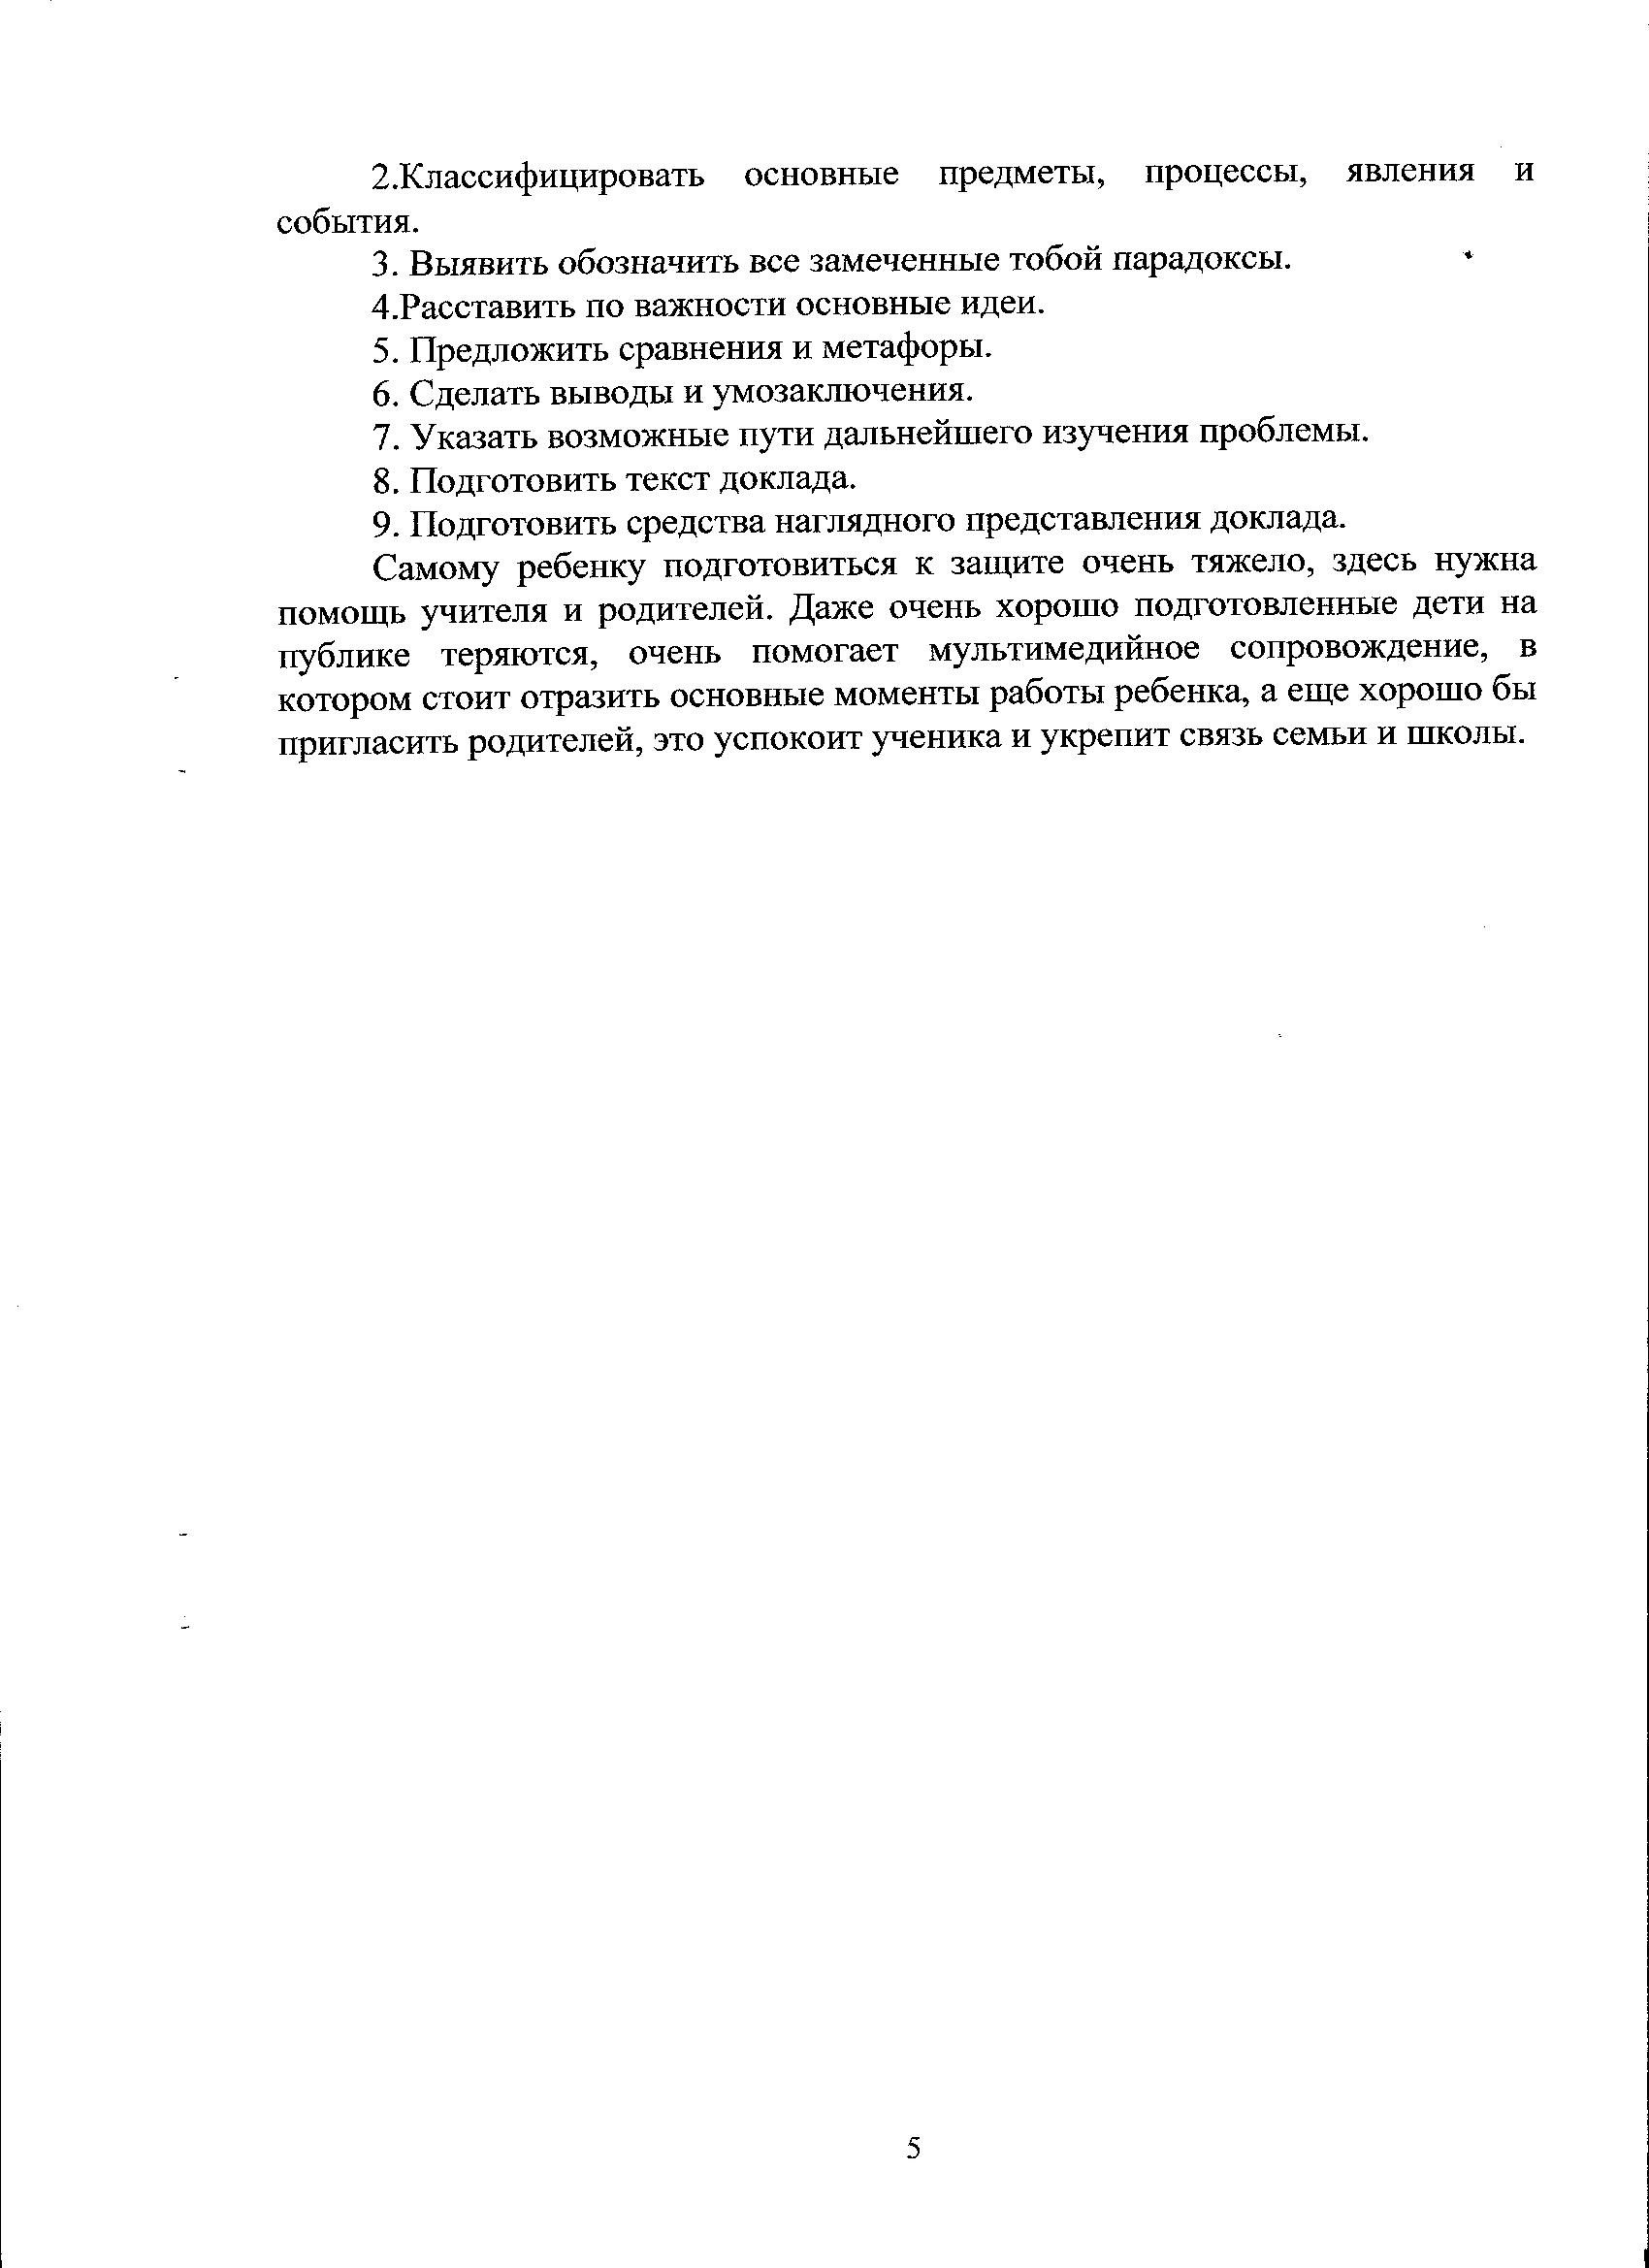 2.Классифицировать основные предметы, процессы, явления и
события.
3. Выявить обозначить все замеченные тобой парадоксы.
4.Расставить по важности основные идеи.
5. Предложить сравнения и метафоры.
6. Сделать выводы и умозаключения.
7. Указать возможные пути дальнейшего изучения проблемы.
8. Подготовить текст доклада.
9. Подготовить средства наглядного представления доклада.
Самому ребенку подготовиться к защите очень тяжело, здесь нужна
помощь учителя и родителей. Даже очень хорошо подготовленные дети на
публике теряются, очень помогает мультимедийное сопровождение, в
котором стоит отразить основные моменты работы ребенка, а еще хорошо бы
пригласить родителей, это успокоит ученика и укрепит связь семьи и школы.
5